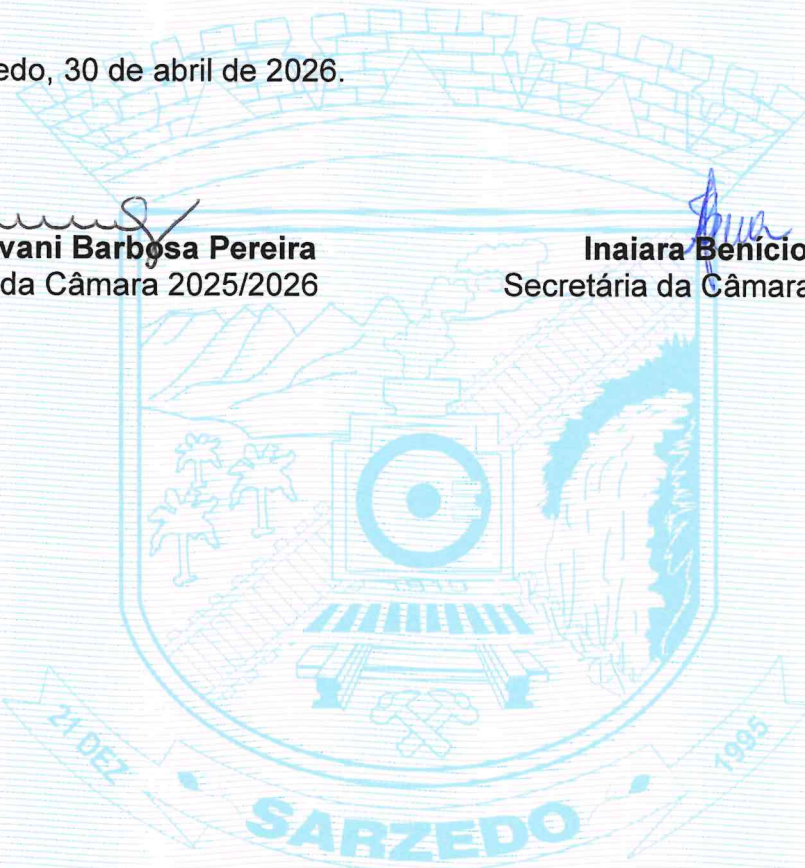 edo, 30 de abril de 2026.
vani Barbosa Pereira
Inaiara Benício
da Câmara 2025/2026
Secretária da Câmara
1910
21 DEZ
1995
SARZEDO